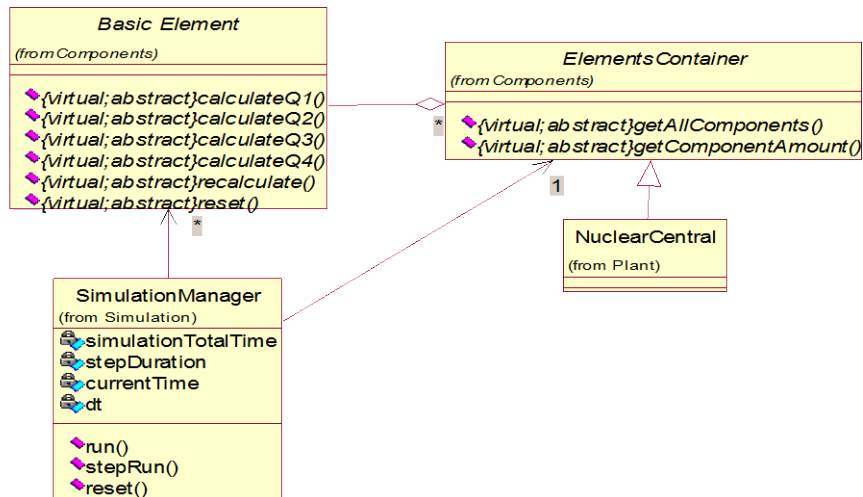 Basic Element
(from Components)
{virtual;abstract}calculateQ1()
{virtual;abstract}calculateQ2()
{virtual;abstract}calculateQ3()
{virtual;abstract}calculateQ4()
{virtual;abstract}recalculate()
{virtual;abstract}reset()
*
ElementsContainer
(from Components)
{virtual;abstract}getAllComponents()
{virtual;abstract}getComponentAmount()
*
1
NuclearCentral
(from Plant)
SimulationManager
(from Simulation)
simulationTotalTime
stepDuration
currentTime
dt
run()
stepRun()
reset()